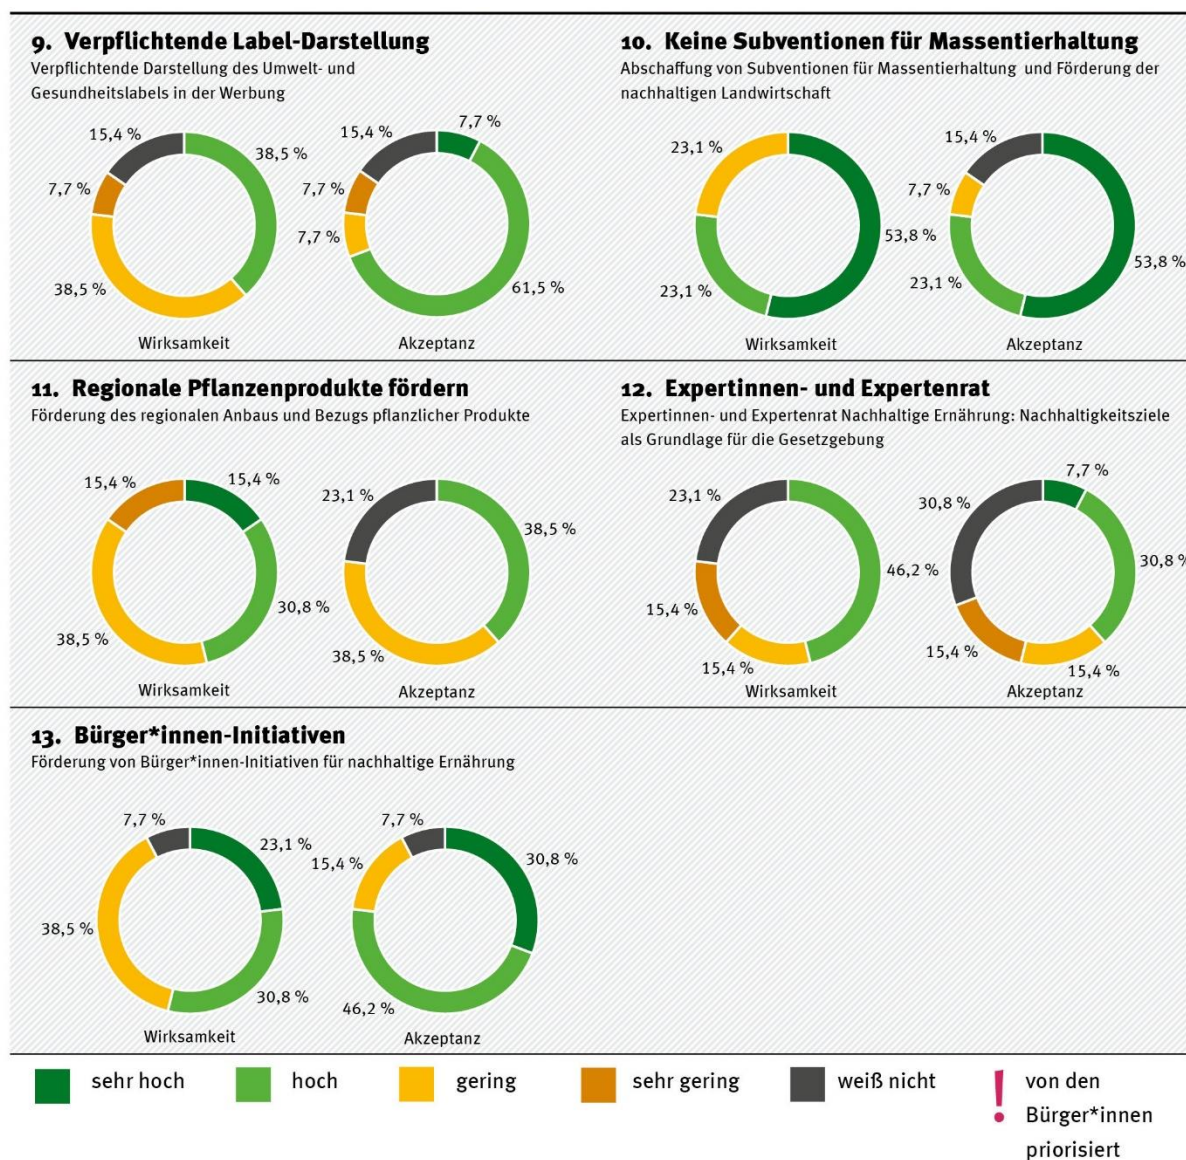 9. Verpflichtende Label-Darstellung
Verpflichtende Darstellung des Umwelt- und
Gesundheitslabels in der Werbung
15,4 %
38,5 %
7,7 %
38,5 %
Wirksamkeit
15,4 %
7,7 %
7,7 %
7,7 %
61,5 %
Akzeptanz
10. Keine Subventionen für Massentierhaltung
Abschaffung von Subventionen für Massentierhaltung und Förderung der
nachhaltigen Landwirtschaft
23,1 %
53,8 %
23,1 %
Wirksamkeit
15,4 %
7,7 %
53,8 %
23,1 %
Akzeptanz
11. Regionale Pflanzenprodukte fördern
Förderung des regionalen Anbaus und Bezugs pflanzlicher Produkte
15,4 %
15,4 %
30,8 %
38,5 %
Wirksamkeit
23,1 %
38,5 %
38,5 %
Akzeptanz
12. Expertinnen- und Expertenrat
Expertinnen- und Expertenrat Nachhaltige Ernährung: Nachhaltigkeitsziele
als Grundlage für die Gesetzgebung
23,1 %
46,2 %
15,4 %
15,4 %
Wirksamkeit
7,7 %
30,8 %
30,8 %
15,4 %
15,4 %
Akzeptanz
13. Bürger*innen-Initiativen
Förderung von Bürger*innen-Initiativen für nachhaltige Ernährung
7,7 %
23,1 %
38,5 %
30,8 %
Wirksamkeit
7,7 %
15,4 %
30,8 %
46,2 %
Akzeptanz
sehr hoch
hoch
gering
sehr gering
weiß nicht
! von den
Bürger*innen
priorisiert